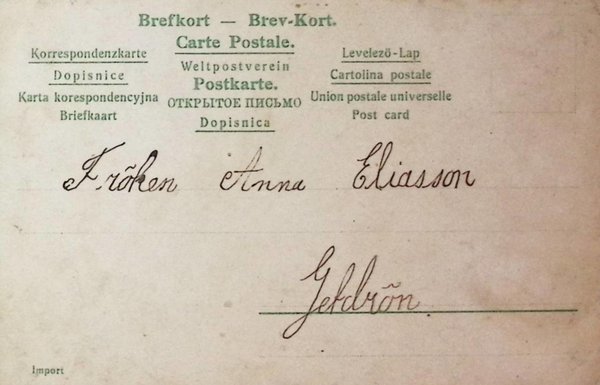 Brefkort — Brev-Kort.
Carte Postale.
Korrespondenzkarte Weltpostverein Levelező-Lap
Dopisnice Postkarte. Cartolina postale
Karta korespondencyjna ОТКРЫТОЕ ПИСЬМО Union postale universelle
Briefkaart Dopisnica Post card
Fröken Anna Eliasson
Import